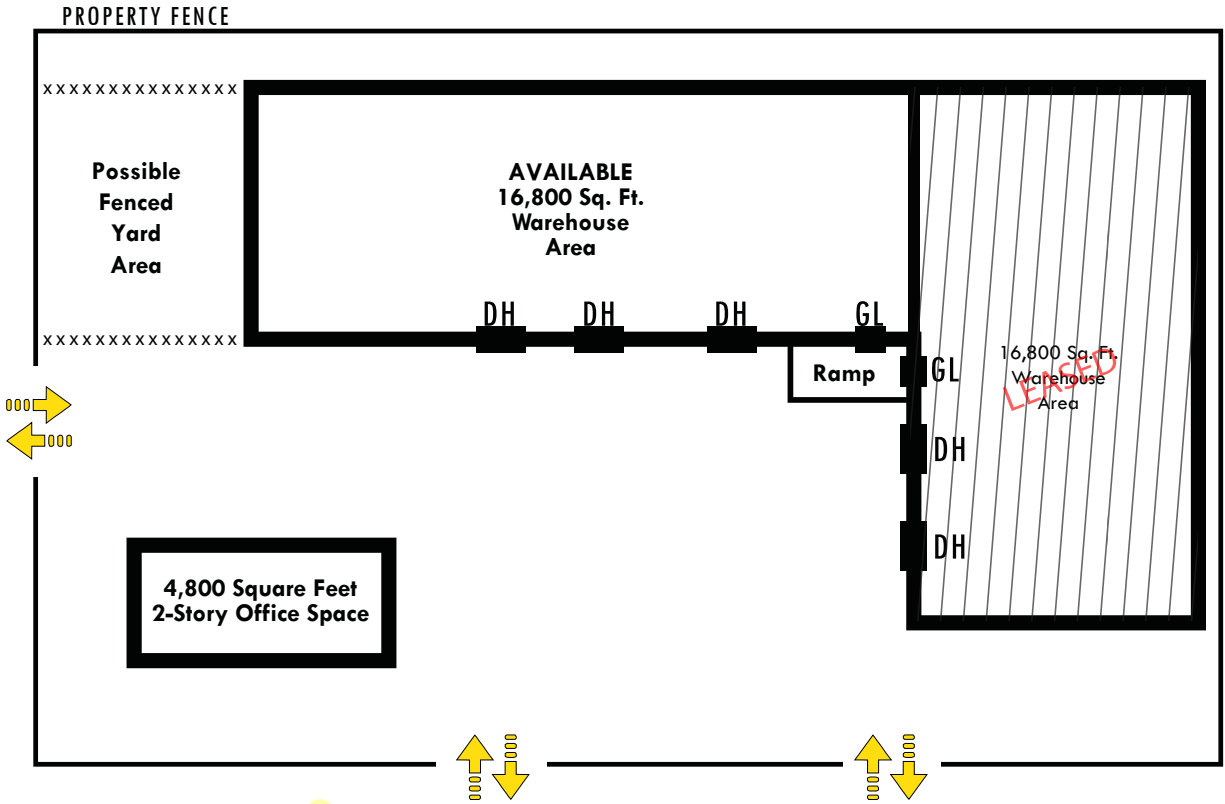 PROPERTY FENCE
xxxxxxxxxxxxxxx
Possible
Fenced
Yard
Area
xxxxxxxxxxxxxxx
AVAILABLE
16,800 Sq. Ft.
Warehouse
Area
DH
DH
DH
GL
Ramp
GL
DH
DH
16,800 Sq. Ft.
Warehouse
Area
LEASED
4,800 Square Feet
2-Story Office Space